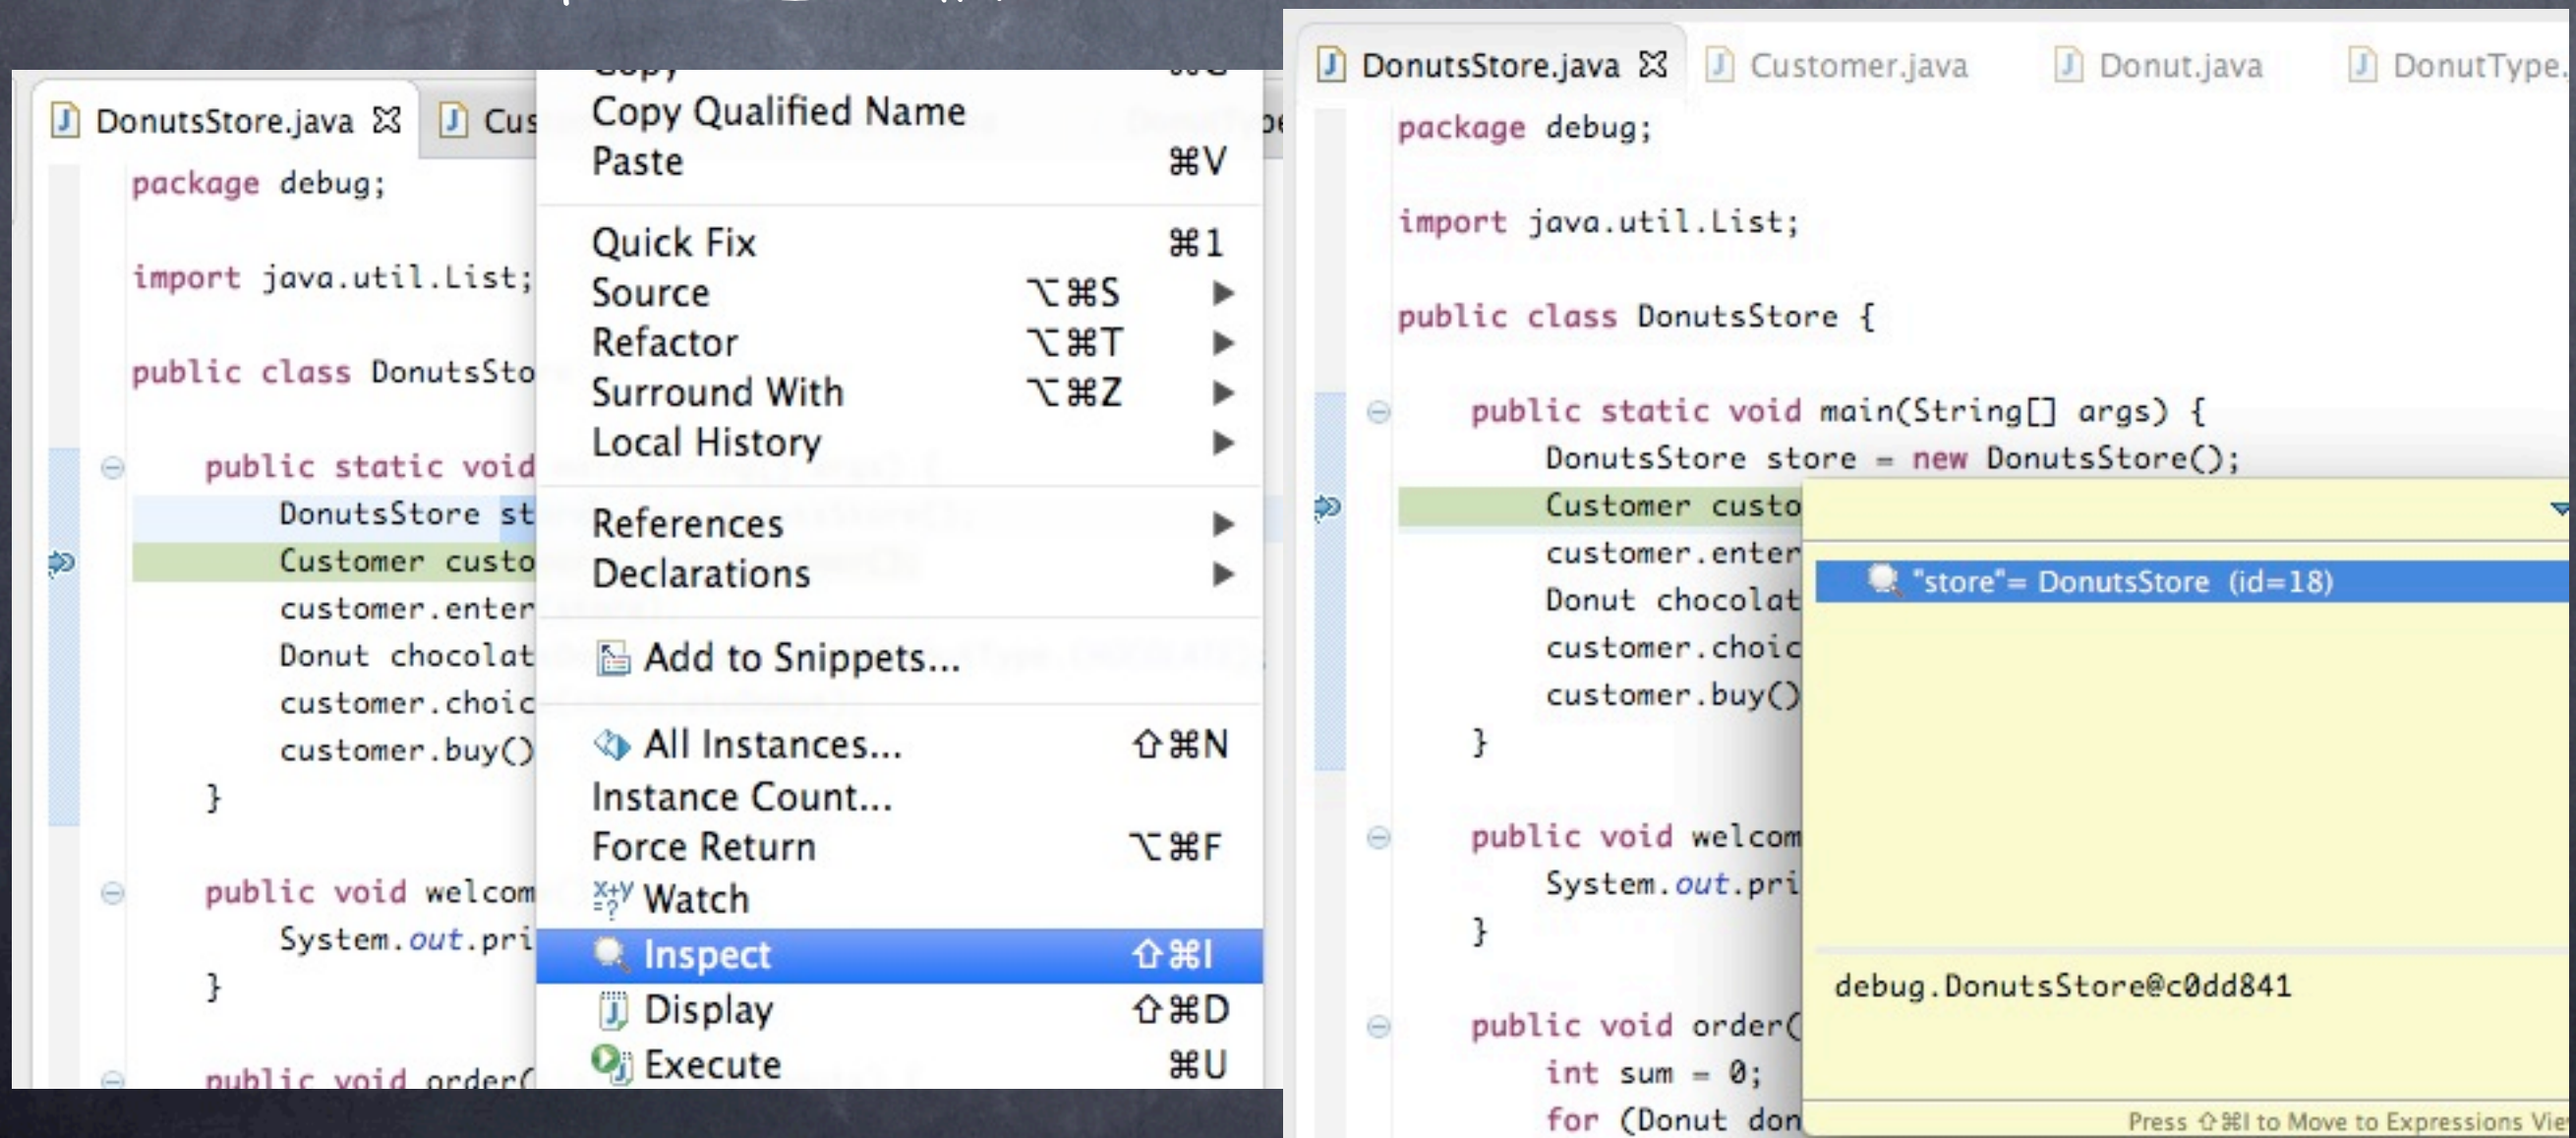 DonutsStore.java
package debug;
import java.util.List;
public class DonutsSto
public static void
DonutsStore st
Customer custo
customer.enter
Donut chocolat
customer.choic
customer.buy()
}
public void welcom
System.out.pri
}
public void order(
Copy Qualified Name
Paste ⌘V
Quick Fix ⌘1
Source ⌥⌘S ▶
Refactor ⌥⌘T ▶
Surround With ⌥⌘Z ▶
Local History ▶
References ▶
Declarations ▶
Add to Snippets...
All Instances... ⇧⌘N
Instance Count...
Force Return ⌥⌘F
Watch
Inspect ⇧⌘I
Display ⇧⌘D
Execute ⌘U
DonutsStore.java Customer.java Donut.java DonutType.
package debug;
import java.util.List;
public class DonutsStore {
public static void main(String[] args) {
DonutsStore store = new DonutsStore();
Customer custo
customer.enter
Donut chocolat
customer.choic
customer.buy()
}
public void welcom
System.out.pri
}
public void order(
int sum = 0;
for (Donut don
"store"= DonutsStore (id=18)
debug.DonutsStore@c0dd841
Press ⇧⌘I to Move to Expressions Vie